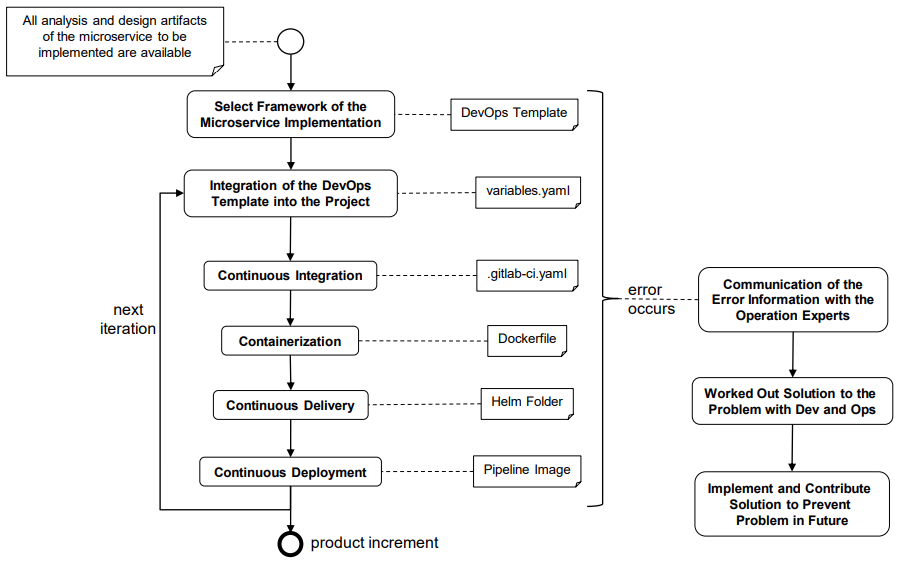 All analysis and design artifacts
of the microservice to be
implemented are available
Select Framework of the
Microservice Implementation
DevOps Template
Integration of the DevOps
Template into the Project
variables.yaml
Continuous Integration
.gitlab-ci.yaml
Containerization
Dockerfile
Continuous Delivery
Helm Folder
Continuous Deployment
Pipeline Image
next
iteration
product increment
error
occurs
Communication of the
Error Information with the
Operation Experts
Worked Out Solution to the
Problem with Dev and Ops
Implement and Contribute
Solution to Prevent
Problem in Future